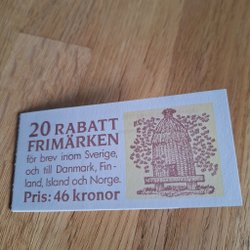 20 RABATT
FRIMÄRKEN
för brev inom Sverige,
och till Danmark, Fin-
land, Island och Norge.
Pris: 46 kronor